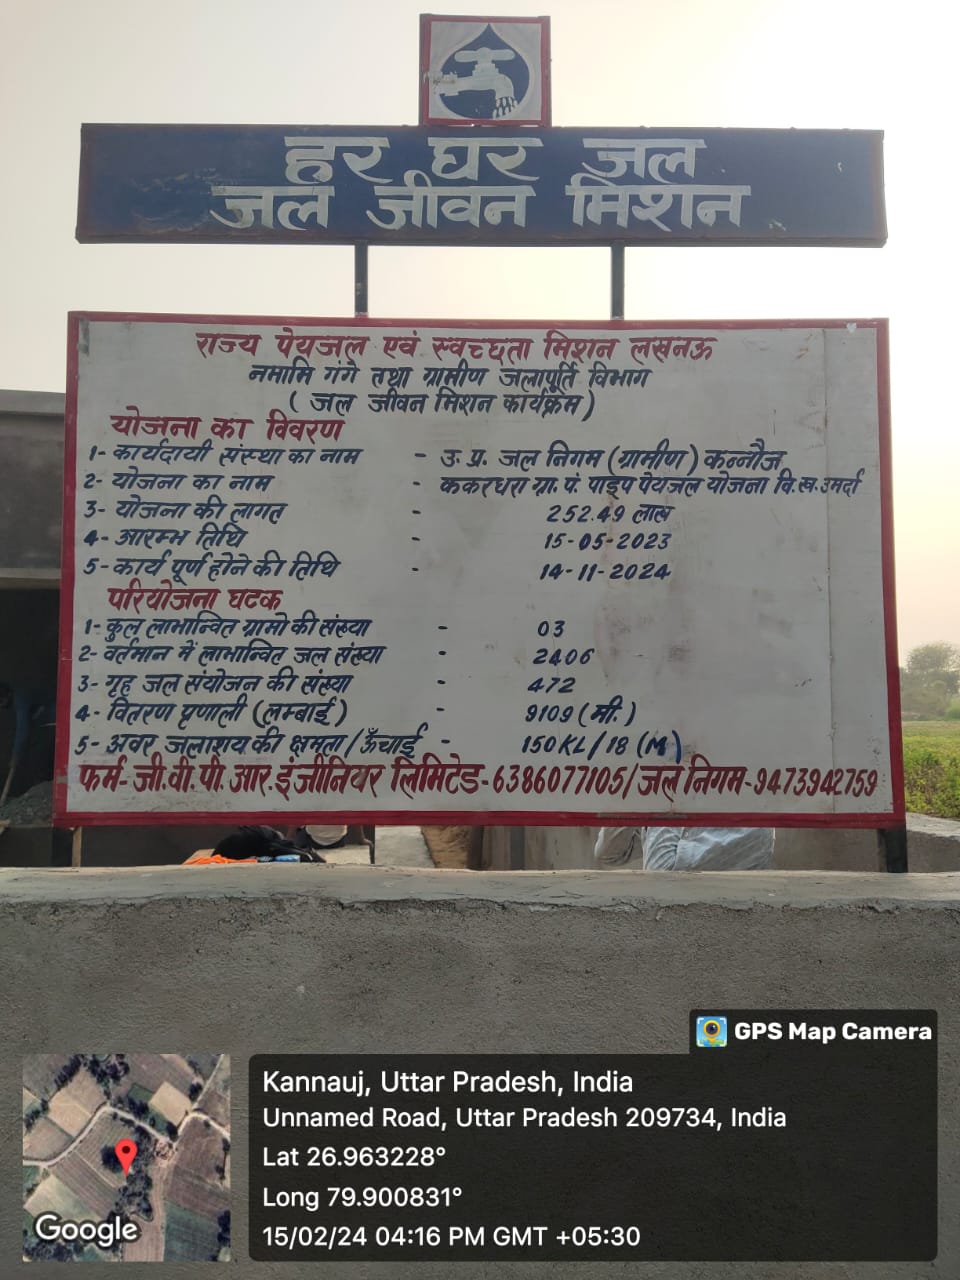 हर घर जल
जल जीवन मिशन
राज्य पेयजल एवं स्वच्छता मिशन लखनऊ
नमामि गंगे तथा ग्रामीण जलापूर्ति विभाग
( जल जीवन मिशन कार्यक्रम )
योजना का विवरण
1- कार्यदायी संस्था का नाम - उ. प्र. जल निगम (ग्रामीण) कन्नौज
2- योजना का नाम - ककरधरा ग्रा. पं. पाइप पेयजल योजना वि.ख. उमर्दा
3- योजना की लागत - 252.49 लाख
4- आरम्भ तिथि - 15-05-2023
5- कार्य पूर्ण होने की तिथि - 14-11-2024
परियोजना घटक
1- कुल लाभान्वित ग्रामो की संख्या - 03
2- वर्तमान में लाभान्वित जल संख्या - 2406
3- गृह जल संयोजन की संख्या - 472
4- वितरण प्रणाली (लम्बाई) - 9109 (मी.)
5- अवर जलाशय की क्षमता / ऊँचाई - 150KL / 18 (M)
फर्म- जी.वी.पी.आर.इंजीनियर लिमिटेड-6386077105/जल निगम-9473942759
GPS Map Camera
Kannauj, Uttar Pradesh, India
Unnamed Road, Uttar Pradesh 209734, India
Lat 26.963228°
Long 79.900831°
15/02/24 04:16 PM GMT +05:30
Google